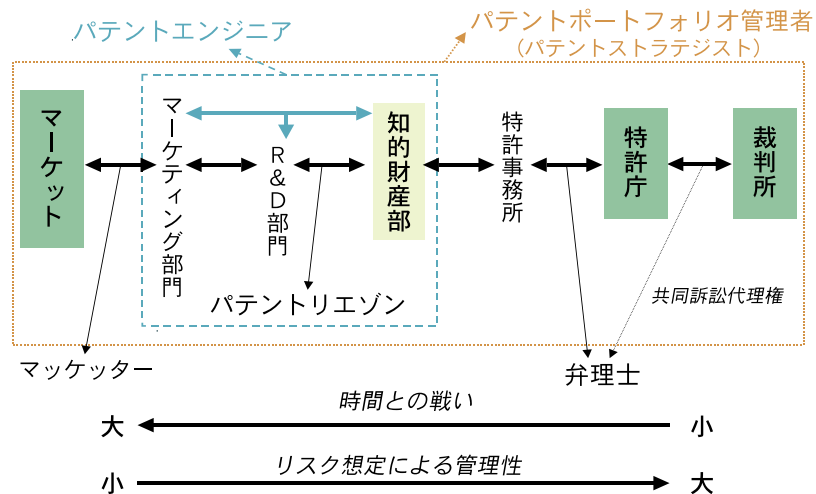 パテントエンジニア
パテントポートフォリオ管理者
（パテントストラテジスト）
マーケット
マーケティング部門
R&D部門
知的財産部
特許事務所
特許庁
裁判所
パテントリエゾン
共同訴訟代理権
マッケッター
弁理士
時間との戦い
大
小
リスク想定による管理性
小
大